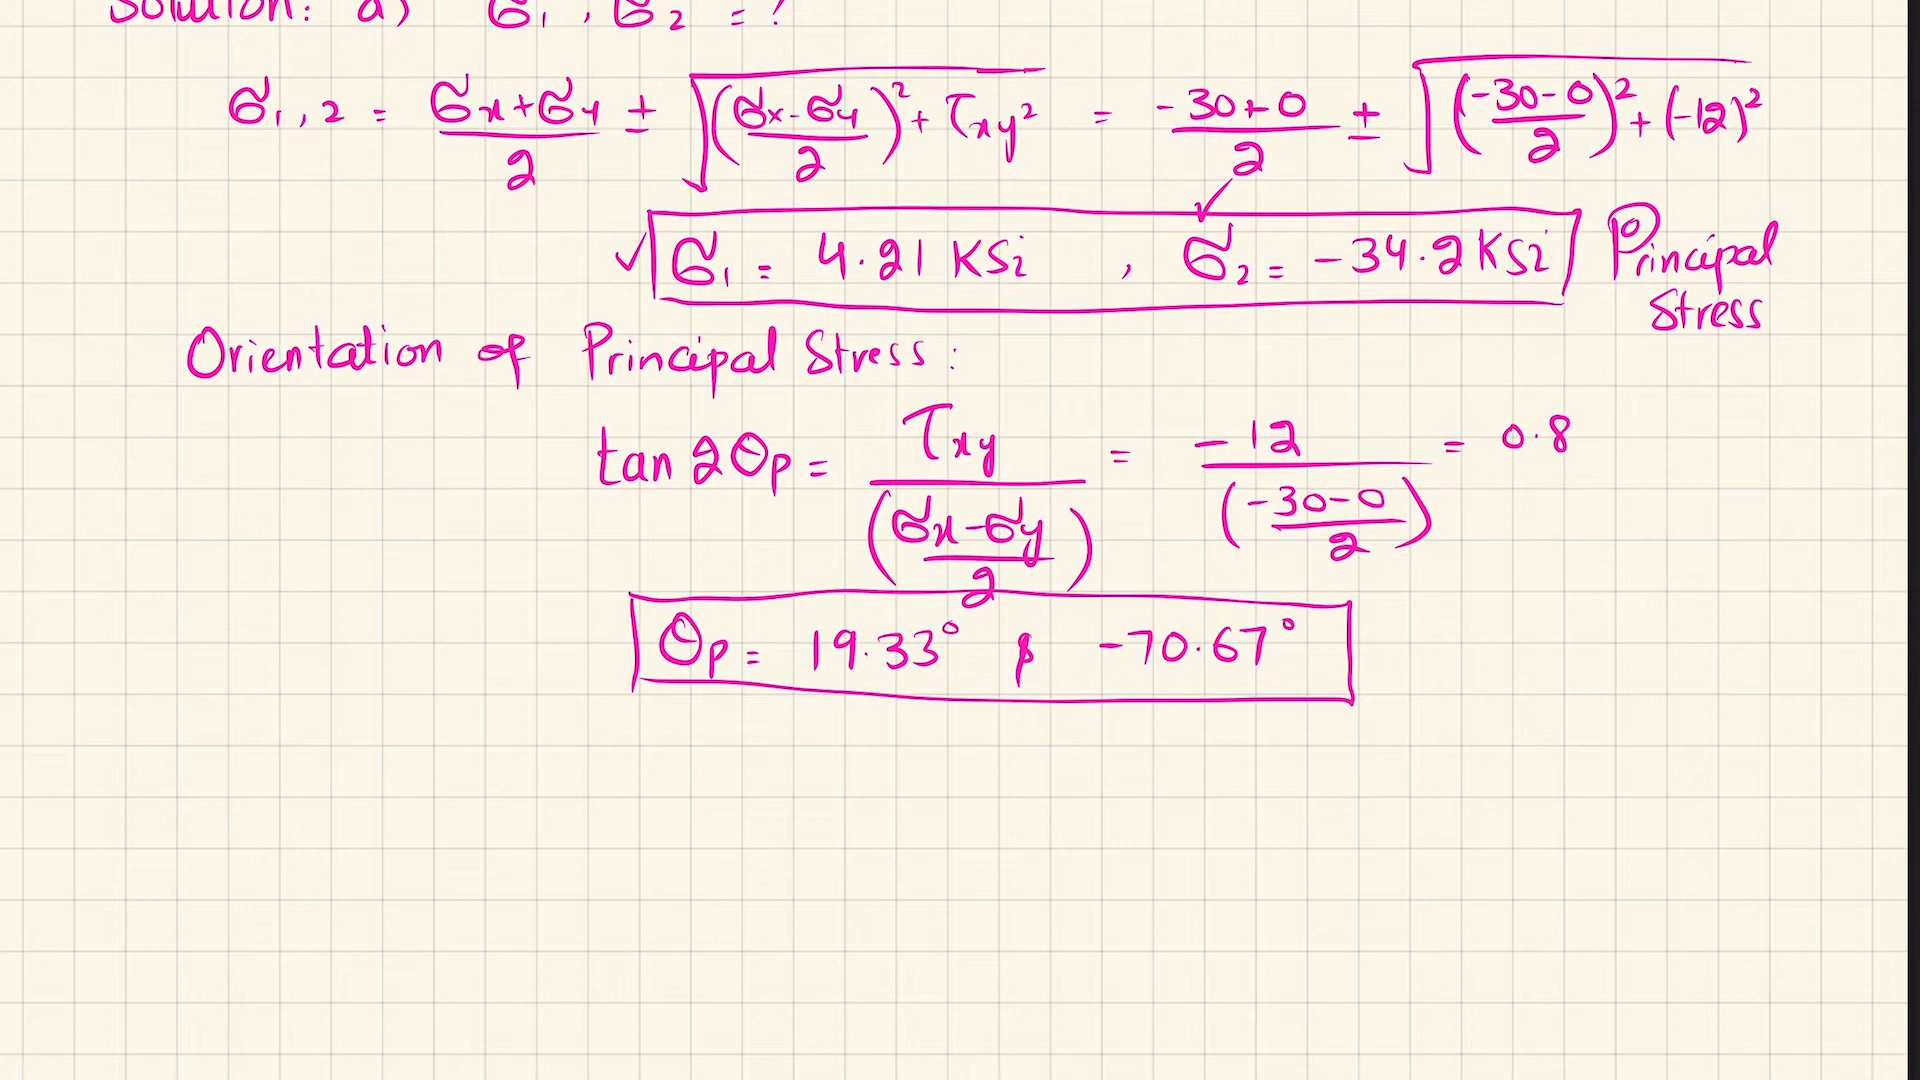 Solution: a) σ1, σ2 = ?
σ1,2 = (σx+σy)/2 ± √(((σx-σy)/2)² + τxy²) = (-30+0)/2 ± √(((-30-0)/2)² + (-12)²)
✓ σ1 = 4.21 KSi , σ2 = -34.2 KSi Principal
Stress
Orientation of Principal Stress:
tan 2θp = τxy/((σx-σy)/2) = -12/((-30-0)/2) = 0.8
θp = 19.33° & -70.67°